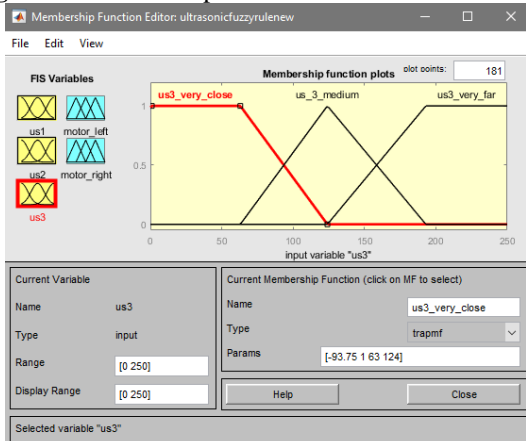 Membership Function Editor: ultrasonicfuzzyrulenew
File Edit View
FIS Variables
us1 motor_left
us2 motor_right
us3
Membership function plots plot points: 181
us3_very_close us_3_medium us3_very_far
1
0.5
0
0 50 100 150 200 250
input variable "us3"
Current Variable
Name us3
Type input
Range [0 250]
Display Range [0 250]
Current Membership Function (click on MF to select)
Name us3_very_close
Type trapmf
Params [-93.75 1 63 124]
Help Close
Selected variable "us3"